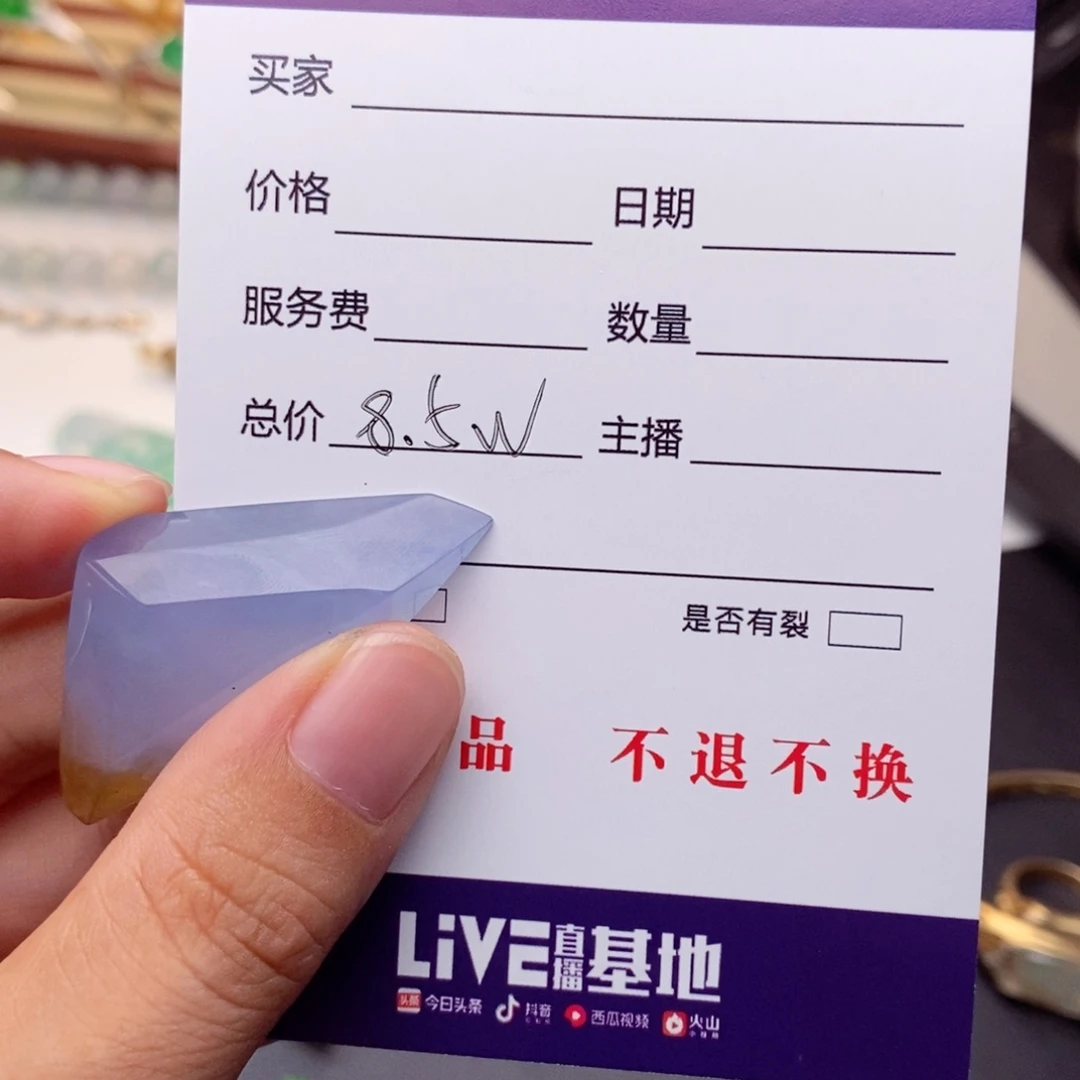 买家
价格 日期
服务费 数量
总价 8.5W 主播
是否有裂
品 不退不换
LiVE直播基地
头条 今日头条 抖音 西瓜视频 火山